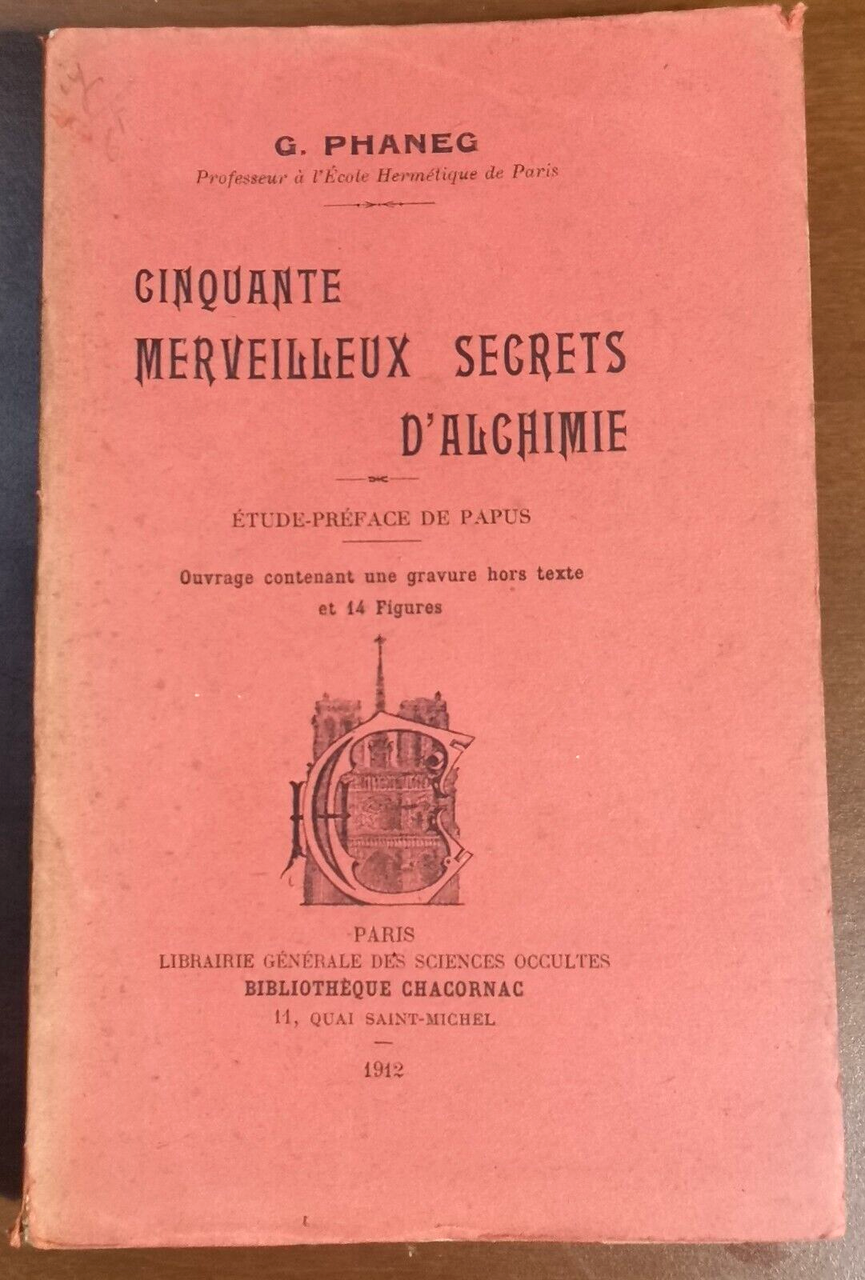 G. PHANEG
Professeur à l'École Hermétique de Paris
CINQUANTE
MERVEILLEUX SECRETS
D'ALCHIMIE
ÉTUDE-PRÉFACE DE PAPUS
Ouvrage contenant une gravure hors texte
et 14 Figures
PARIS
LIBRAIRIE GÉNÉRALE DES SCIENCES OCCULTES
BIBLIOTHÈQUE CHACORNAC
11, QUAI SAINT-MICHEL
1912